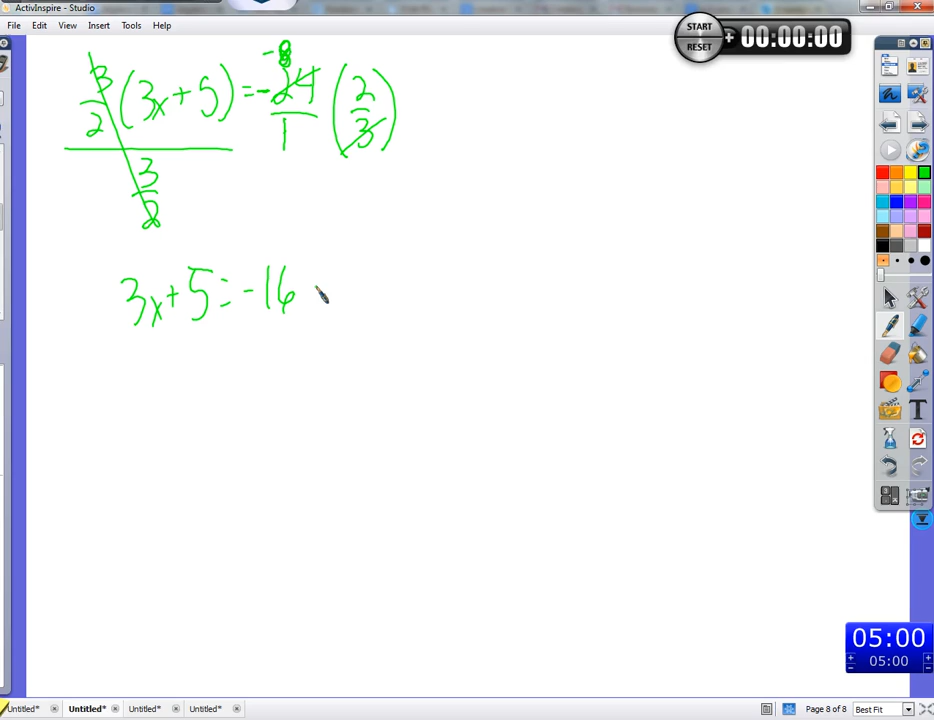 ActivInspire - Studio
File Edit View Insert Tools Help
START
RESET
00:00:00
-8
3/2 (3x+5) = -24/1 (2/3)
3/2
3x+5=-16
05:00
05:00
Untitled* Untitled* Untitled* Untitled*
Page 8 of 8 Best Fit